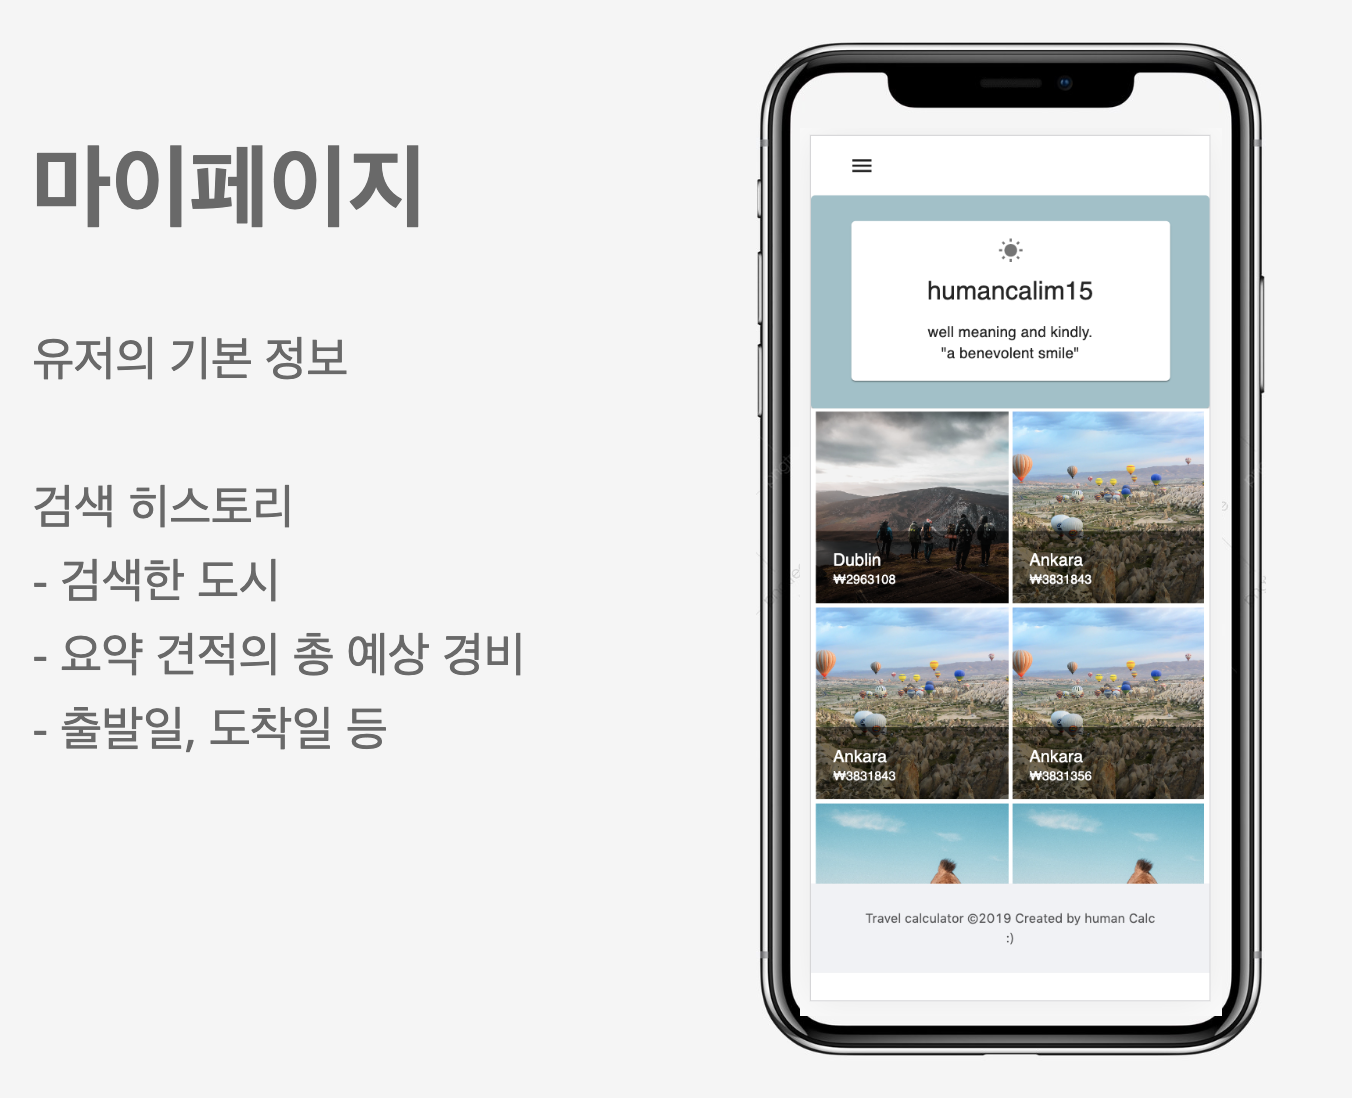 마이페이지
유저의 기본 정보
검색 히스토리
- 검색한 도시
- 요약 견적의 총 예상 경비
- 출발일, 도착일 등
humancalim15
well meaning and kindly.
"a benevolent smile"
Dublin
₩2963108
Ankara
₩3831843
Ankara
₩3831843
Ankara
₩3831356
Travel calculator ©2019 Created by human Calc
:)